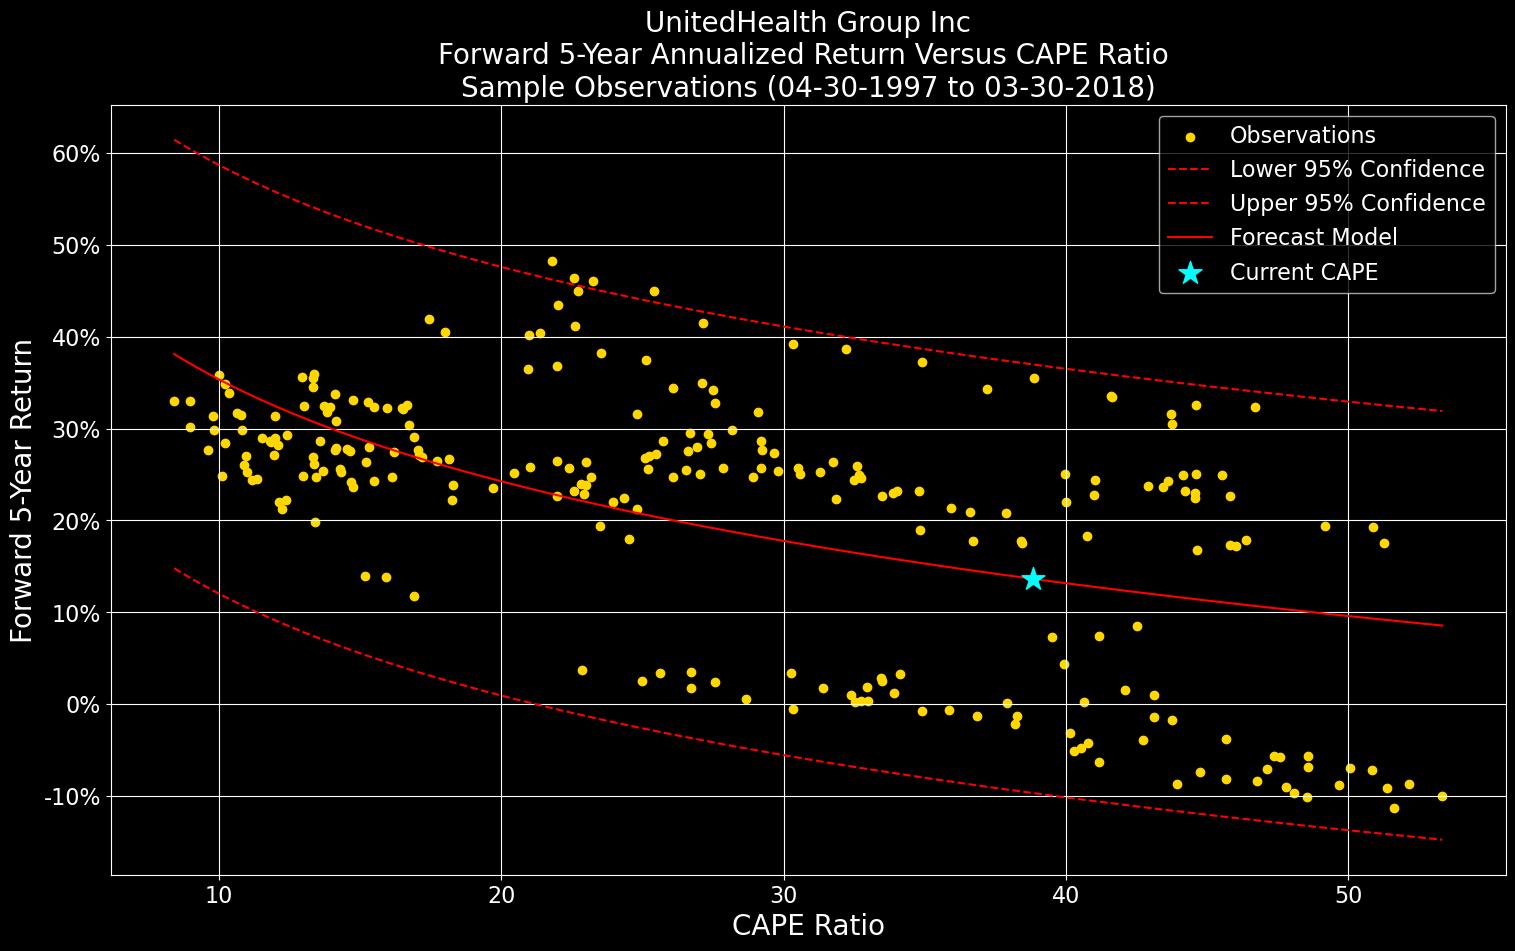 UnitedHealth Group Inc
Forward 5-Year Annualized Return Versus CAPE Ratio
Sample Observations (04-30-1997 to 03-30-2018)
Observations
Lower 95% Confidence
Upper 95% Confidence
Forecast Model
Current CAPE
Forward 5-Year Return
60%
50%
40%
30%
20%
10%
0%
-10%
10 20 30 40 50
CAPE Ratio